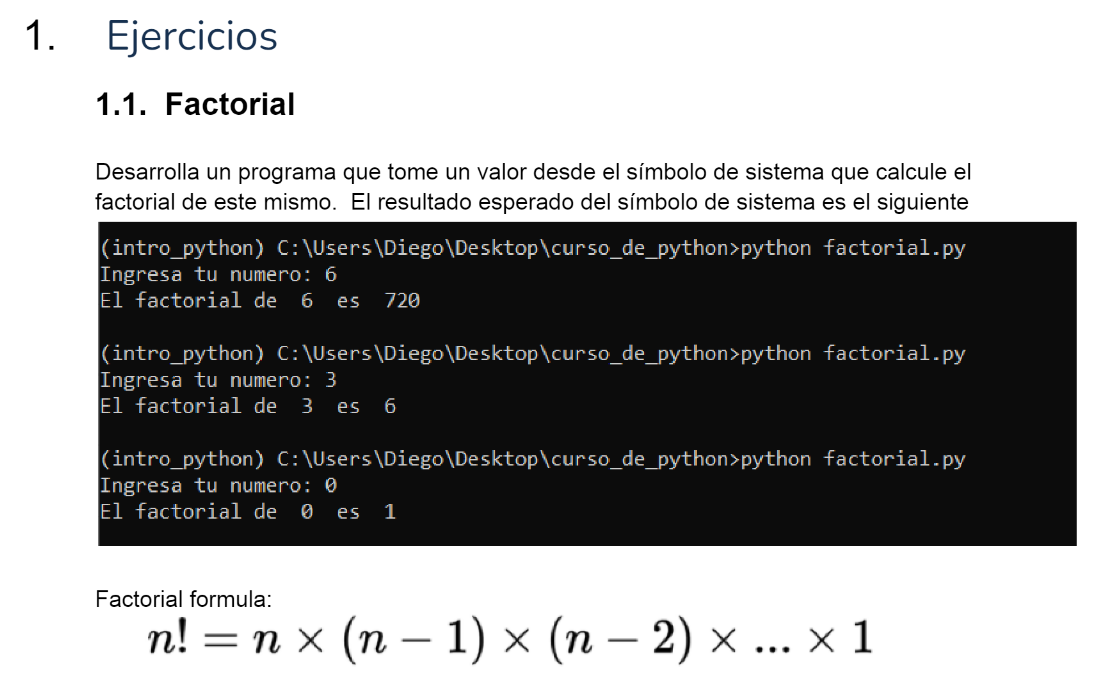 1. Ejercicios
1.1. Factorial
Desarrolla un programa que tome un valor desde el símbolo de sistema que calcule el
factorial de este mismo.  El resultado esperado del símbolo de sistema es el siguiente
(intro_python) C:\Users\Diego\Desktop\curso_de_python>python factorial.py
Ingresa tu numero: 6
El factorial de  6  es  720
(intro_python) C:\Users\Diego\Desktop\curso_de_python>python factorial.py
Ingresa tu numero: 3
El factorial de  3  es  6
(intro_python) C:\Users\Diego\Desktop\curso_de_python>python factorial.py
Ingresa tu numero: 0
El factorial de  0  es  1
Factorial formula:
n! = n × (n − 1) × (n − 2) × ... × 1